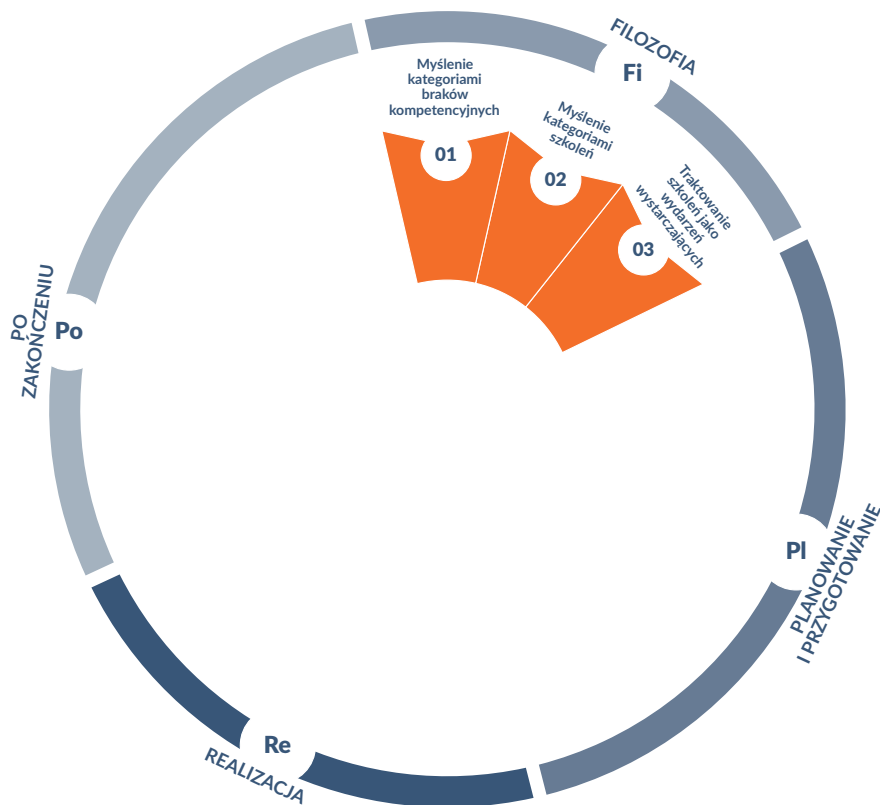 FILOZOFIA
Fi
Myślenie
kategoriami
braków
kompetencyjnych
01
Myślenie
kategoriami
szkoleń
02
Traktowanie
szkoleń jako
wydarzeń
wystarczających
03
PO
ZAKOŃCZENIU
Po
Pl
PLANOWANIE
I PRZYGOTOWANIE
Re
REALIZACJA